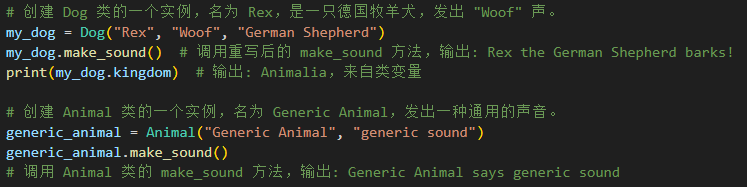 # 创建 Dog 类的一个实例，名为 Rex，是一只德国牧羊犬，发出 "Woof" 声。
my_dog = Dog("Rex", "Woof", "German Shepherd")
my_dog.make_sound()  # 调用重写后的 make_sound 方法，输出: Rex the German Shepherd barks!
print(my_dog.kingdom)  # 输出: Animalia，来自类变量
# 创建 Animal 类的一个实例，名为 Generic Animal，发出一种通用的声音。
generic_animal = Animal("Generic Animal", "generic sound")
generic_animal.make_sound()
# 调用 Animal 类的 make_sound 方法，输出: Generic Animal says generic sound